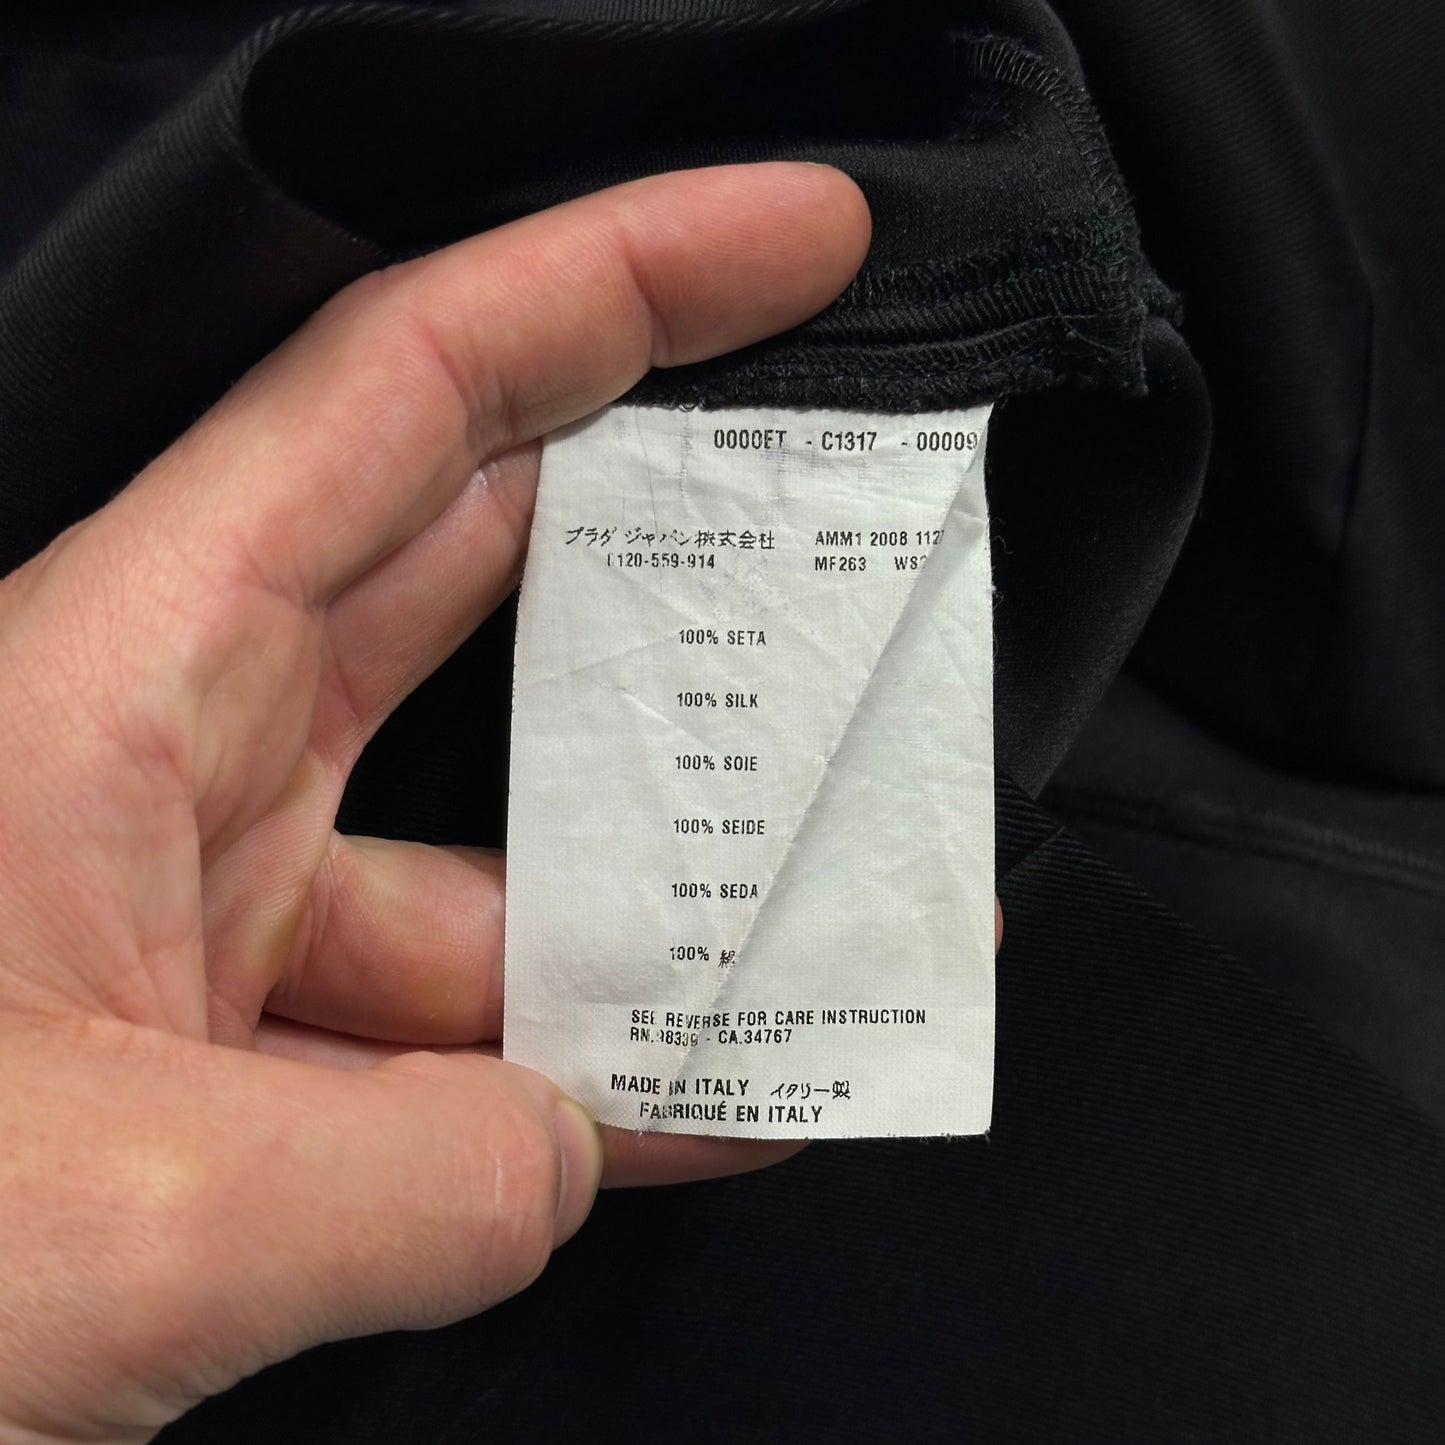 0000ET - C1317 - 00009
プラダ ジャパン株式会社 AMM1 2008 1127
0120-559-914 MF263
100% SETA
100% SILK
100% SOIE
100% SEIDE
100% SEDA
100% 絹
SEE REVERSE FOR CARE INSTRUCTION
RN.98339 - CA.34767
MADE IN ITALY イタリー製
FABRIQUÉ EN ITALY